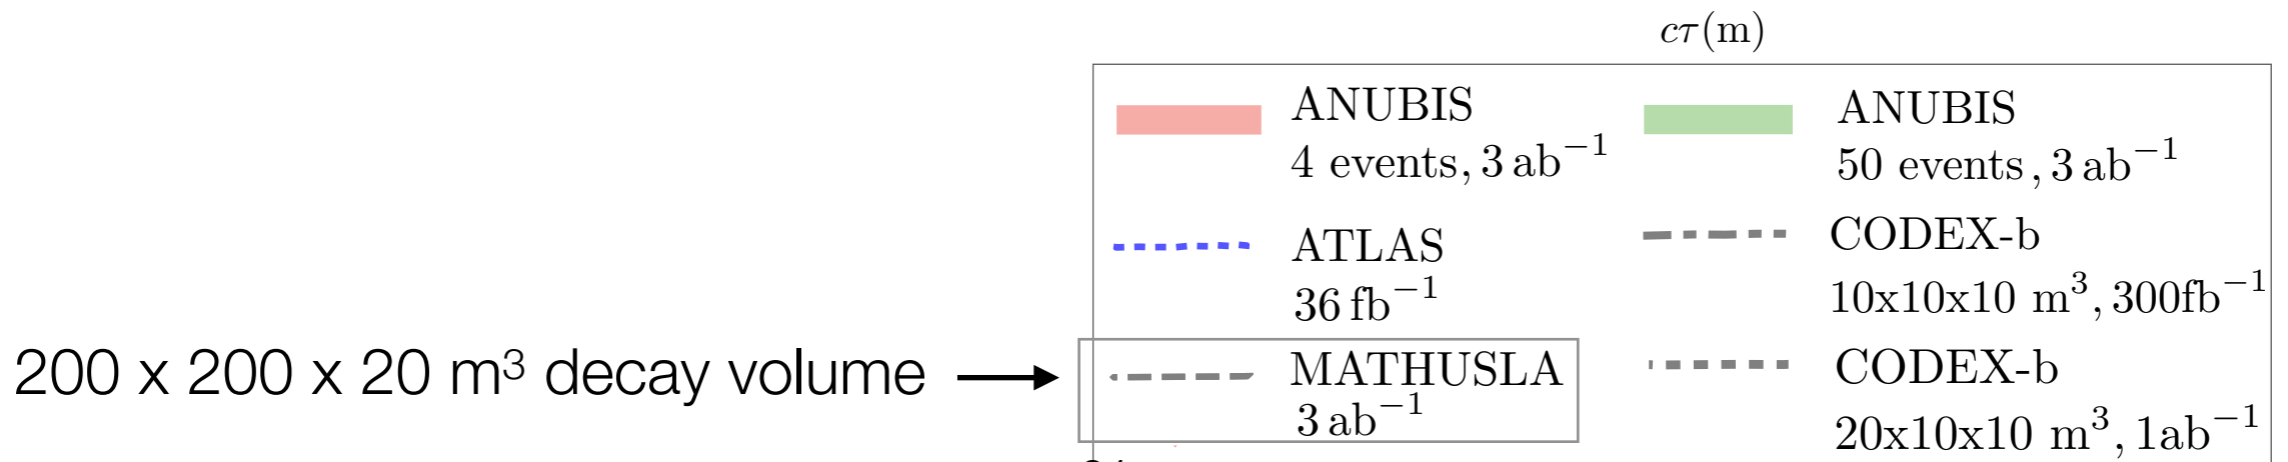 cτ(m)
ANUBIS
4 events, 3 ab⁻¹
ANUBIS
50 events, 3 ab⁻¹
ATLAS
36 fb⁻¹
CODEX-b
10x10x10 m³, 300fb⁻¹
200 x 200 x 20 m³ decay volume
MATHUSLA
3 ab⁻¹
CODEX-b
20x10x10 m³, 1ab⁻¹